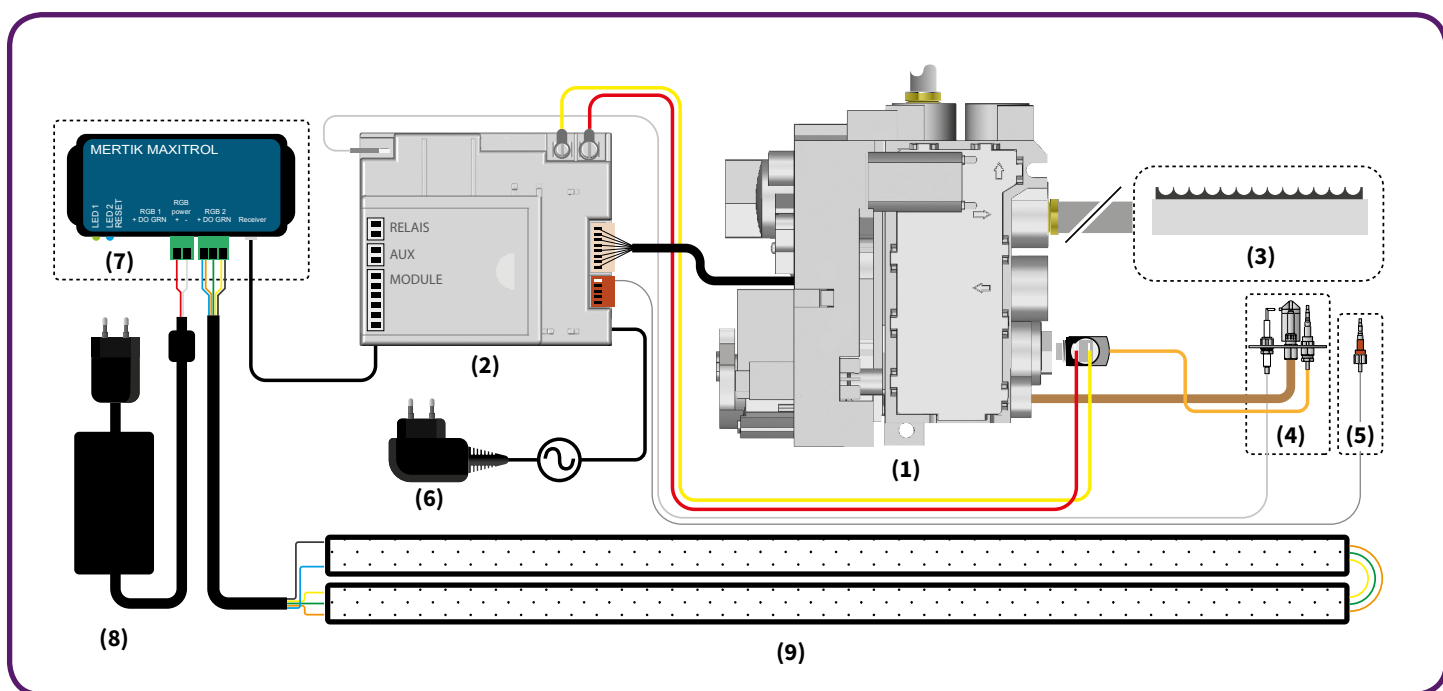 MERTIK MAXITROL
LED 1
LED 2
RESET
RGB 1
+ DO GRN
RGB
power
+ -
RGB 2
+ DO GRN
Receiver
(7)
RELAIS
AUX
MODULE
(2)
(1)
(3)
(4)
(5)
(6)
(8)
(9)